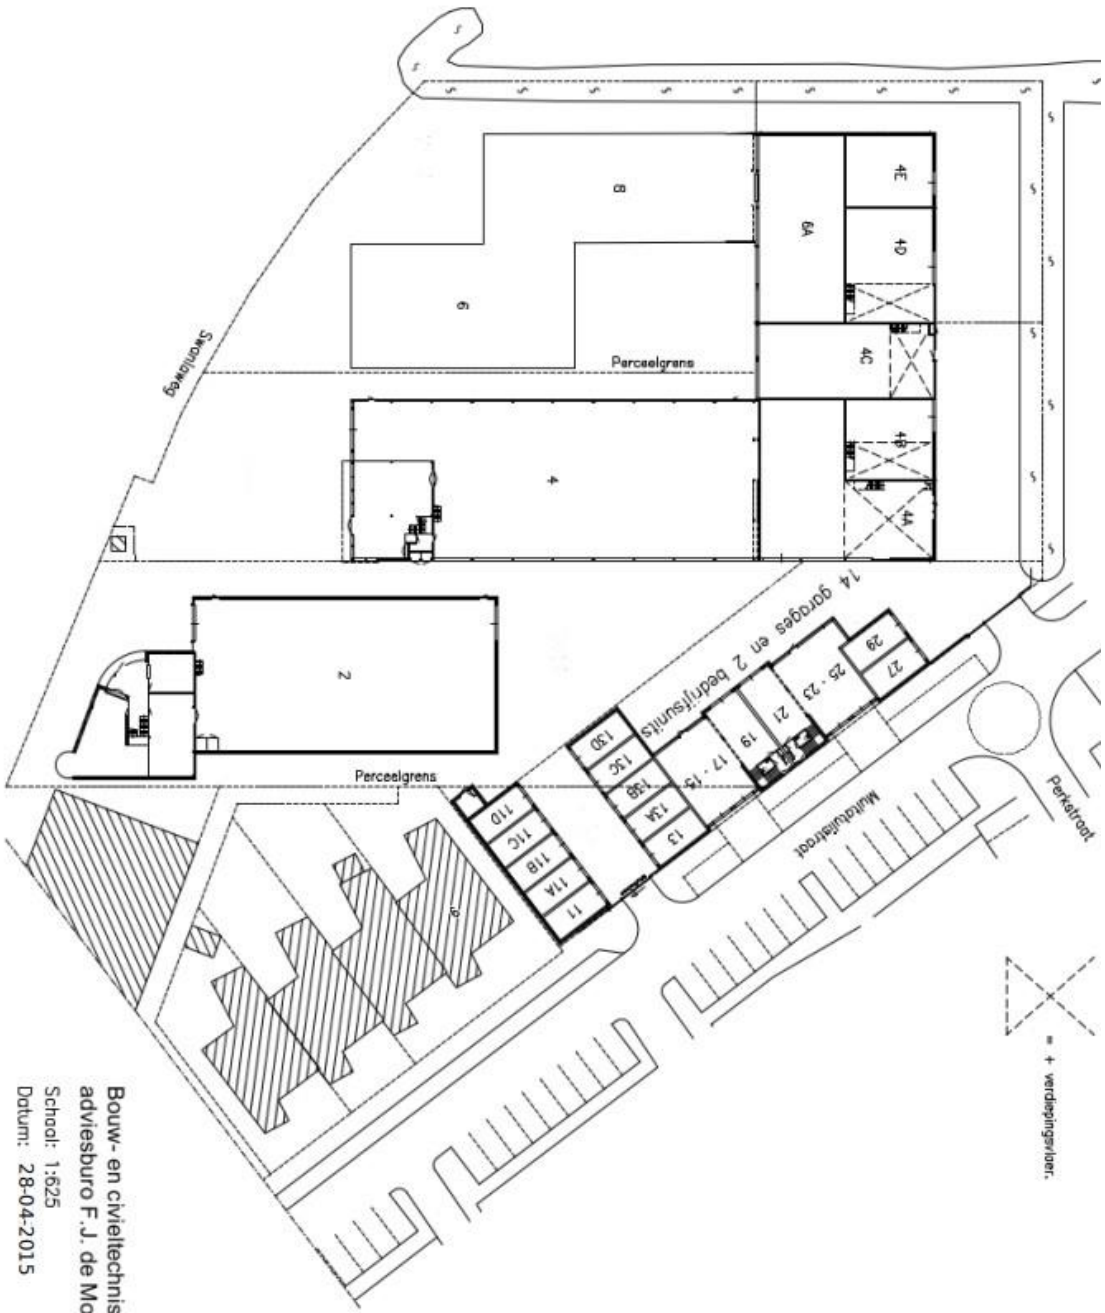 4E
8
6A
4D
6
4C
Swanlaweg
Perceelgrens
4B
4
4A
14 garages en 2 bedrijfsunits
29
27
25 - 23
21
19
17 - 15
2
13D
13C
13B
13A
13
Perceelgrens
11D
11C
11B
11A
11
9
Multatulistraat
Perkstraat
= + verdiepingsvloer.
Bouw- en civieltechnis
adviesburo F.J. de Mo
Schaal: 1:625
Datum: 28-04-2015